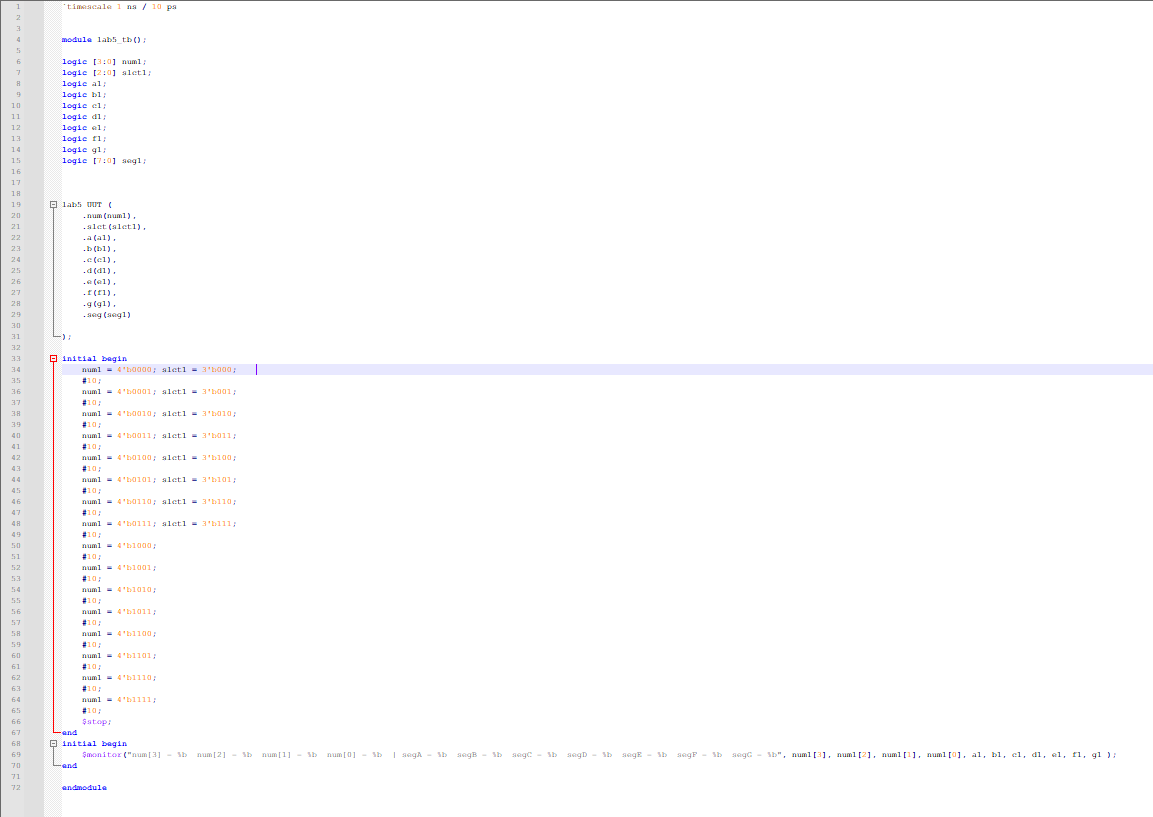 1 `timescale 1 ns / 10 ps
2
3
4 module lab5_tb();
5
6 logic [3:0] num1;
7 logic [2:0] slct1;
8 logic a1;
9 logic b1;
10 logic c1;
11 logic d1;
12 logic e1;
13 logic f1;
14 logic g1;
15 logic [7:0] seg1;
16
17
18
19 lab5 UUT (
20 .num(num1),
21 .slct(slct1),
22 .a(a1),
23 .b(b1),
24 .c(c1),
25 .d(d1),
26 .e(e1),
27 .f(f1),
28 .g(g1),
29 .seg(seg1)
30
31 );
32
33 initial begin
34 num1 = 4'b0000; slct1 = 3'b000;
35 #10;
36 num1 = 4'b0001; slct1 = 3'b001;
37 #10;
38 num1 = 4'b0010; slct1 = 3'b010;
39 #10;
40 num1 = 4'b0011; slct1 = 3'b011;
41 #10;
42 num1 = 4'b0100; slct1 = 3'b100;
43 #10;
44 num1 = 4'b0101; slct1 = 3'b101;
45 #10;
46 num1 = 4'b0110; slct1 = 3'b110;
47 #10;
48 num1 = 4'b0111; slct1 = 3'b111;
49 #10;
50 num1 = 4'b1000;
51 #10;
52 num1 = 4'b1001;
53 #10;
54 num1 = 4'b1010;
55 #10;
56 num1 = 4'b1011;
57 #10;
58 num1 = 4'b1100;
59 #10;
60 num1 = 4'b1101;
61 #10;
62 num1 = 4'b1110;
63 #10;
64 num1 = 4'b1111;
65 #10;
66 $stop;
67 end
68 initial begin
69 $monitor("num[3] - %b num[2] - %b num[1] - %b num[0] - %b | segA - %b segB - %b segC - %b segD - %b segE - %b segF - %b segG - %b", num1[3], num1[2], num1[1], num1[0], a1, b1, c1, d1, e1, f1, g1 );
70 end
71
72 endmodule